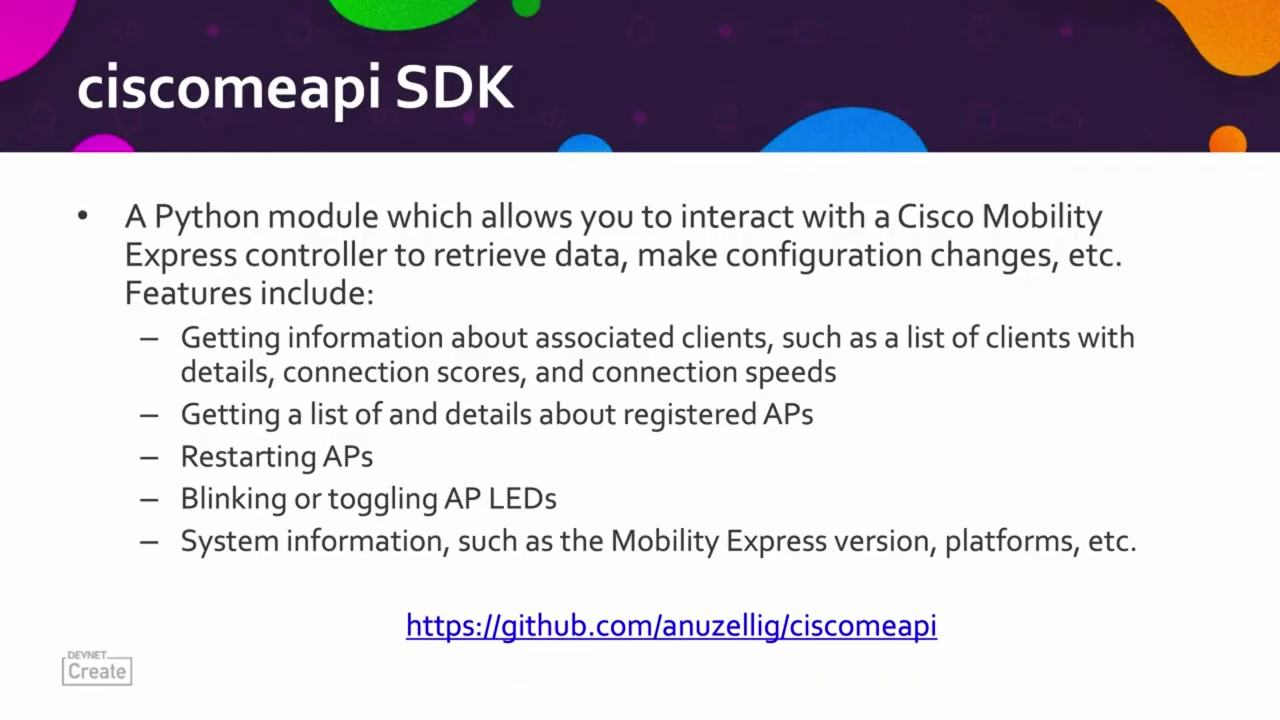 ciscomeapi SDK
• A Python module which allows you to interact with a Cisco Mobility
Express controller to retrieve data, make configuration changes, etc.
Features include:
– Getting information about associated clients, such as a list of clients with
details, connection scores, and connection speeds
– Getting a list of and details about registered APs
– Restarting APs
– Blinking or toggling AP LEDs
– System information, such as the Mobility Express version, platforms, etc.
https://github.com/anuzellig/ciscomeapi
DEVNET
Create